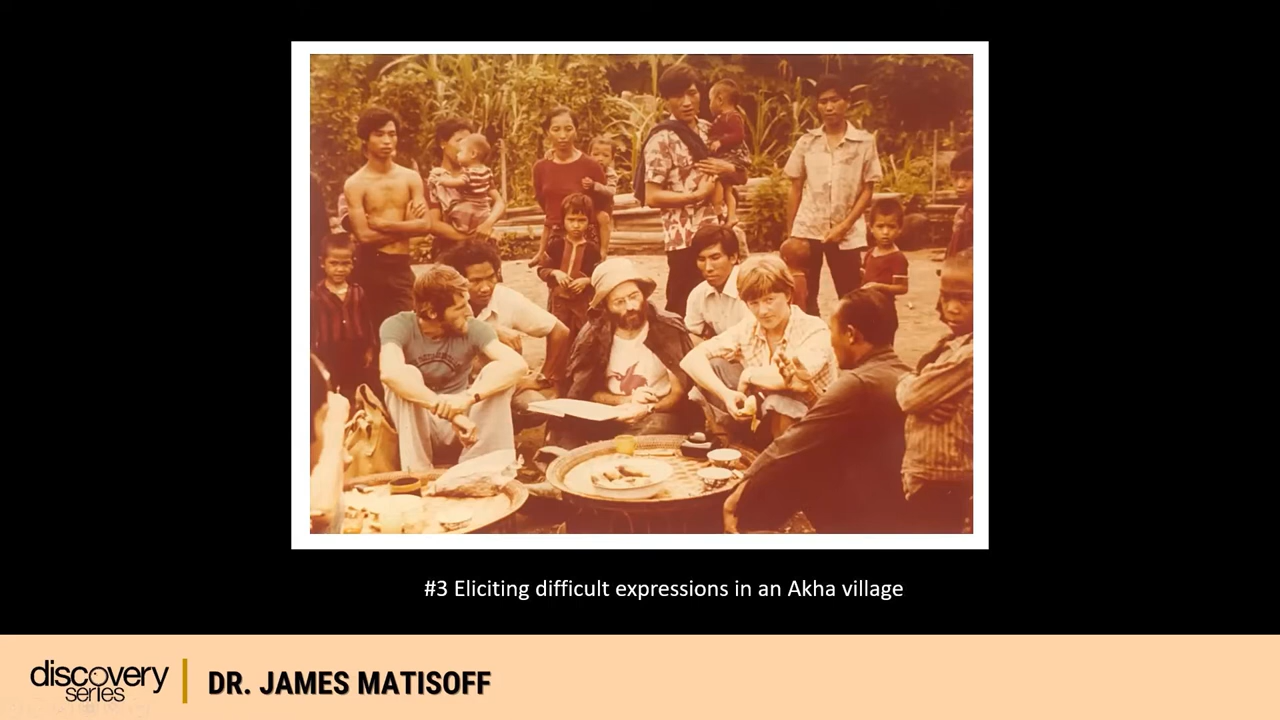 #3 Eliciting difficult expressions in an Akha village
discovery
series
DR. JAMES MATISOFF